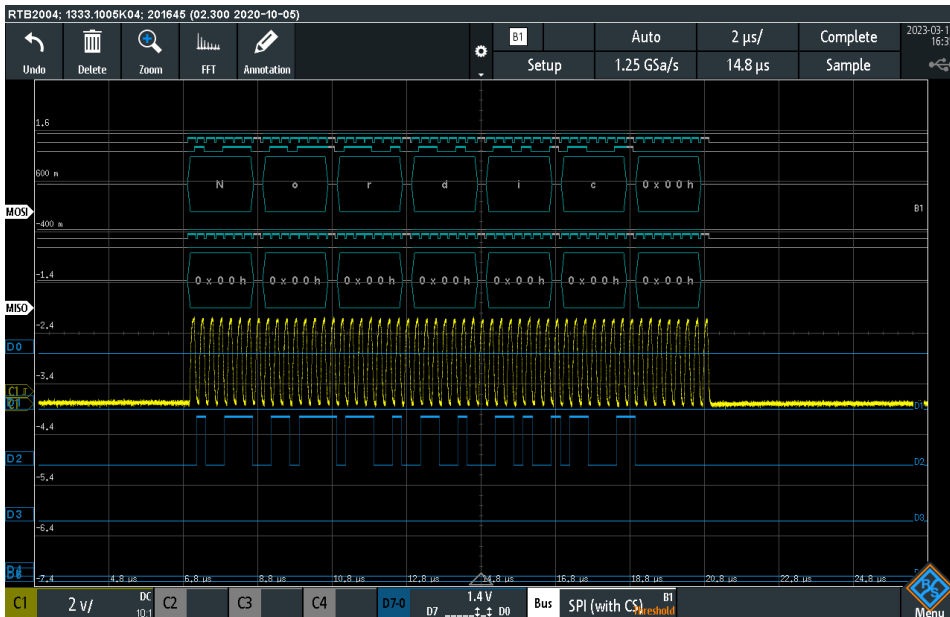 RTB2004; 1333.1005K04; 201645 (02.300 2020-10-05)
Undo Delete Zoom FFT Annotation
B1 Auto 2 µs/ Complete
Setup 1.25 GSa/s 14.8 µs Sample
2023-03-1
16:3
1.6
600 m
N o r d i c 0x00h
MOSI
B1
-400 m
-1.4
0x00h 0x00h 0x00h 0x00h 0x00h 0x00h 0x00h
MISO
-2.4
D0
-3.4
C1
D1
-4.4
D2 D2
-5.4
D3 D3
-6.4
-7.4 4,8 µs 6,8 µs 8,8 µs 10,8 µs 12,8 µs 14,8 µs 16,8 µs 18,8 µs 20,8 µs 22,8 µs 24,8 µs
C1 2 V/ DC 10:1 C2 C3 C4 D7-0 1.4 V D7 D0 Bus SPI (with CS) B1 Threshold
R&S
Menu